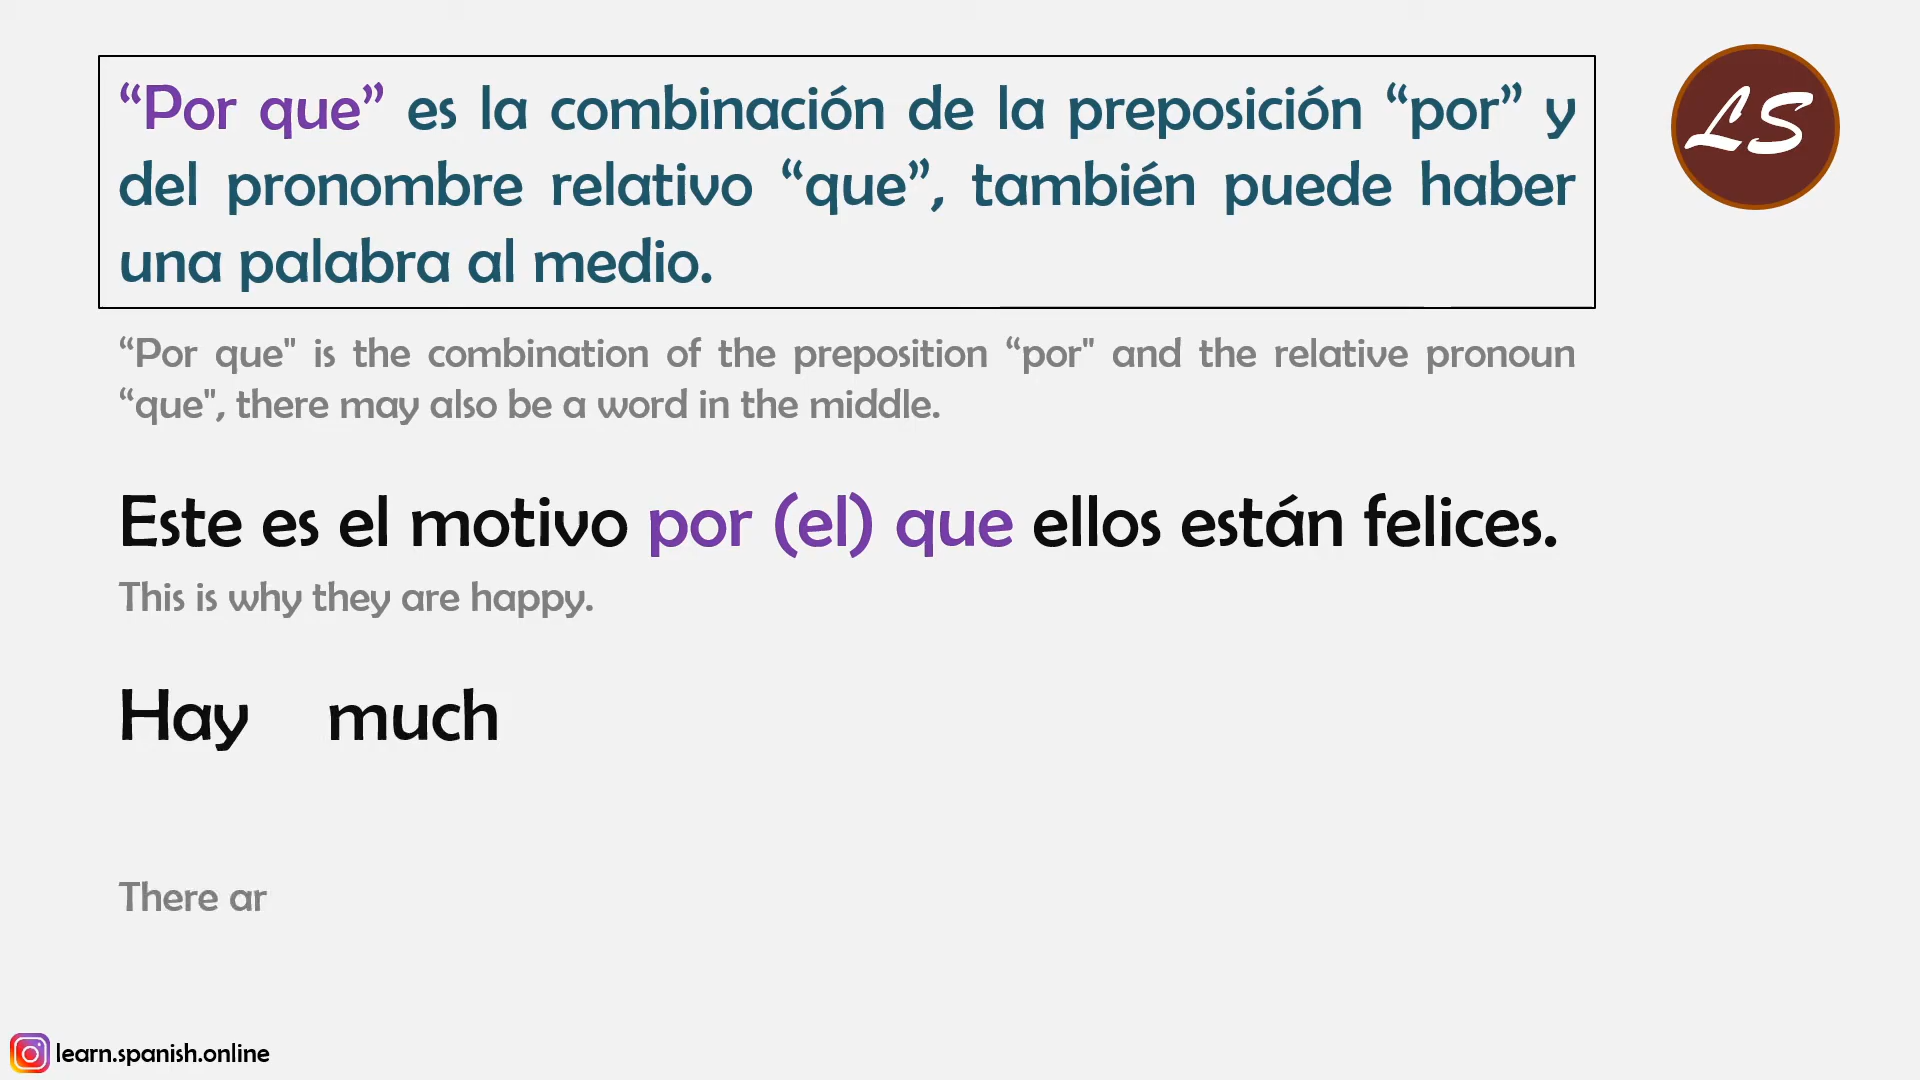 “Por que” es la combinación de la preposición “por” y
del pronombre relativo “que”, también puede haber
una palabra al medio.
LS
“Por que" is the combination of the preposition “por" and the relative pronoun
“que", there may also be a word in the middle.
Este es el motivo por (el) que ellos están felices.
This is why they are happy.
Hay much
There ar
learn.spanish.online